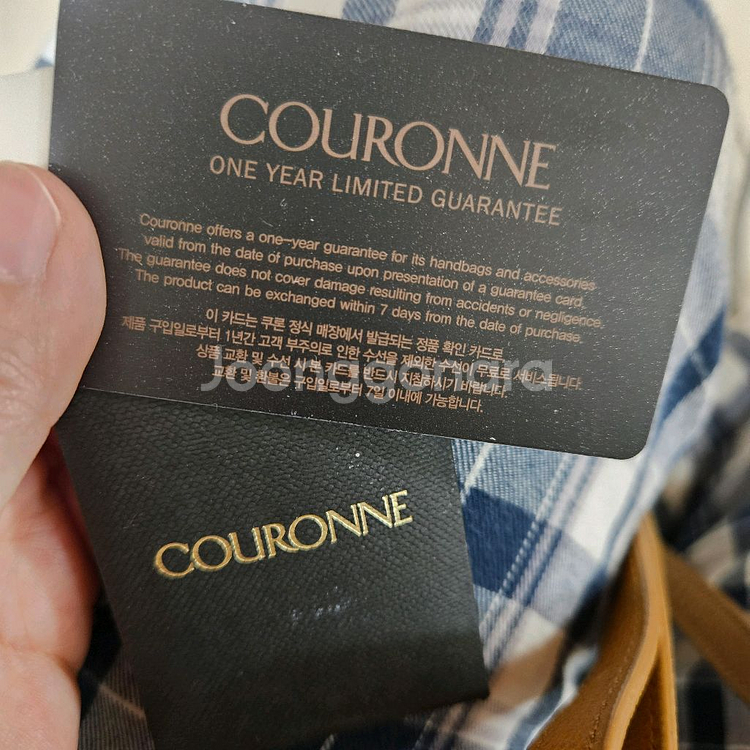 COURONNE
ONE YEAR LIMITED GUARANTEE
Couronne offers a one-year guarantee for its handbags and accessories
valid from the date of purchase upon presentation of a guarantee card.
The guarantee does not cover damage resulting from accidents or negligence.
The product can be exchanged within 7 days from the date of purchase.
이 카드는 쿠론 정식 매장에서 발급되는 정품 확인 카드로
제품 구입일로부터 1년간 고객 부주의로 인한 수선을 제외한 수선이 무료로 서비스됩니다.
상품 교환 및 수선 시 본 카드를 반드시 지참하시기 바랍니다.
교환 및 환불은 구입일로부터 7일 이내에 가능합니다.
Joonggonara
COURONNE